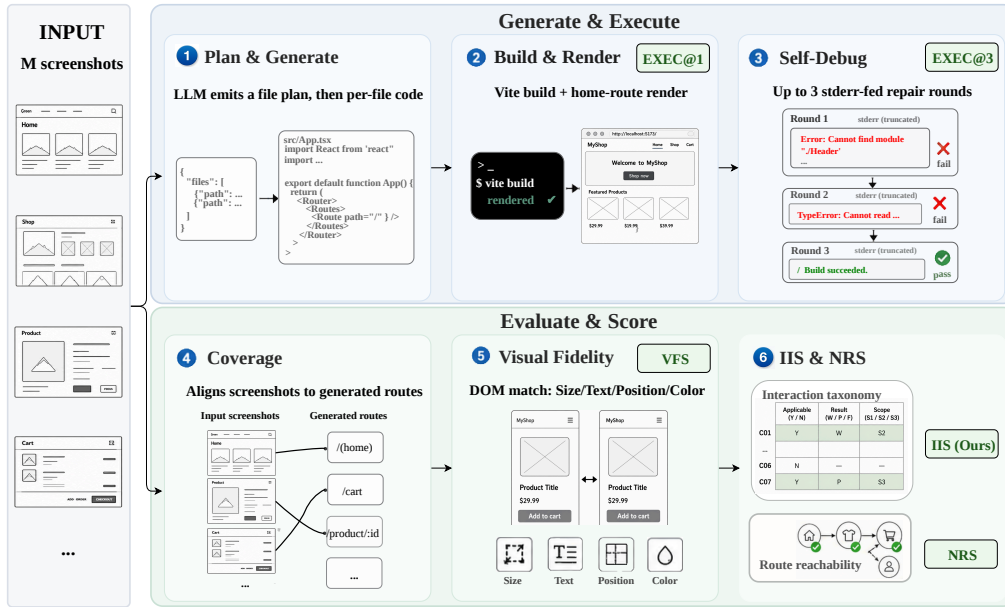 INPUT
M screenshots
Green
Home
Shop
Product
Cart
CHECKOUT
...
Generate & Execute
1 Plan & Generate
LLM emits a file plan, then per-file code
{
"files": [
{"path": ...
{"path": ...
]
}
src/App.tsx
import React from 'react"
import ...
export default function App() {
return (
<Router>
<Routes>
<Route path="/" } />
</Routes>
</Router>
>
>
2 Build & Render
EXEC@1
Vite build + home-route render
> _
$ vite build
rendered ✔
http://localhost:5173/
MyShop Home Shop Cart
Welcome to MyShop
Shop now
Featured Products
$29.99 $19.99 $39.99
3 Self-Debug
EXEC@3
Up to 3 stderr-fed repair rounds
Round 1 stderr (truncated)
Error: Cannot find module
"./Header'
...
fail
Round 2 stderr (truncated)
TypeError: Cannot read ...
fail
Round 3 stderr (truncated)
/ Build succeeded.
pass
Evaluate & Score
4 Coverage
Aligns screenshots to generated routes
Input screenshots Generated routes
Home
Product
Cart
...
/(home)
/cart
/product/:id
...
5 Visual Fidelity
VFS
DOM match: Size/Text/Position/Color
MyShop
Product Title
$29.99
Add to cart
MyShop
Product Title
$29.99
Add to cart
Size Text Position Color
6 IIS & NRS
Interaction taxonomy
Applicable (Y / N) Result (W / P / F) Scope (S1 / S2 / S3)
C01 Y W S2
...
C06 N — —
C07 Y P S3
IIS (Ours)
Route reachability
NRS